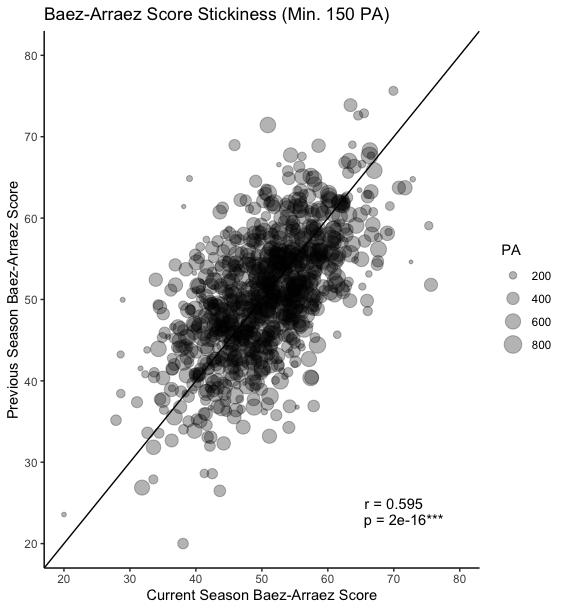 Baez-Arraez Score Stickiness (Min. 150 PA)
80
70
60
50
40
30
20
Previous Season Baez-Arraez Score
20 30 40 50 60 70 80
Current Season Baez-Arraez Score
r = 0.595
p = 2e-16***
PA
200
400
600
800